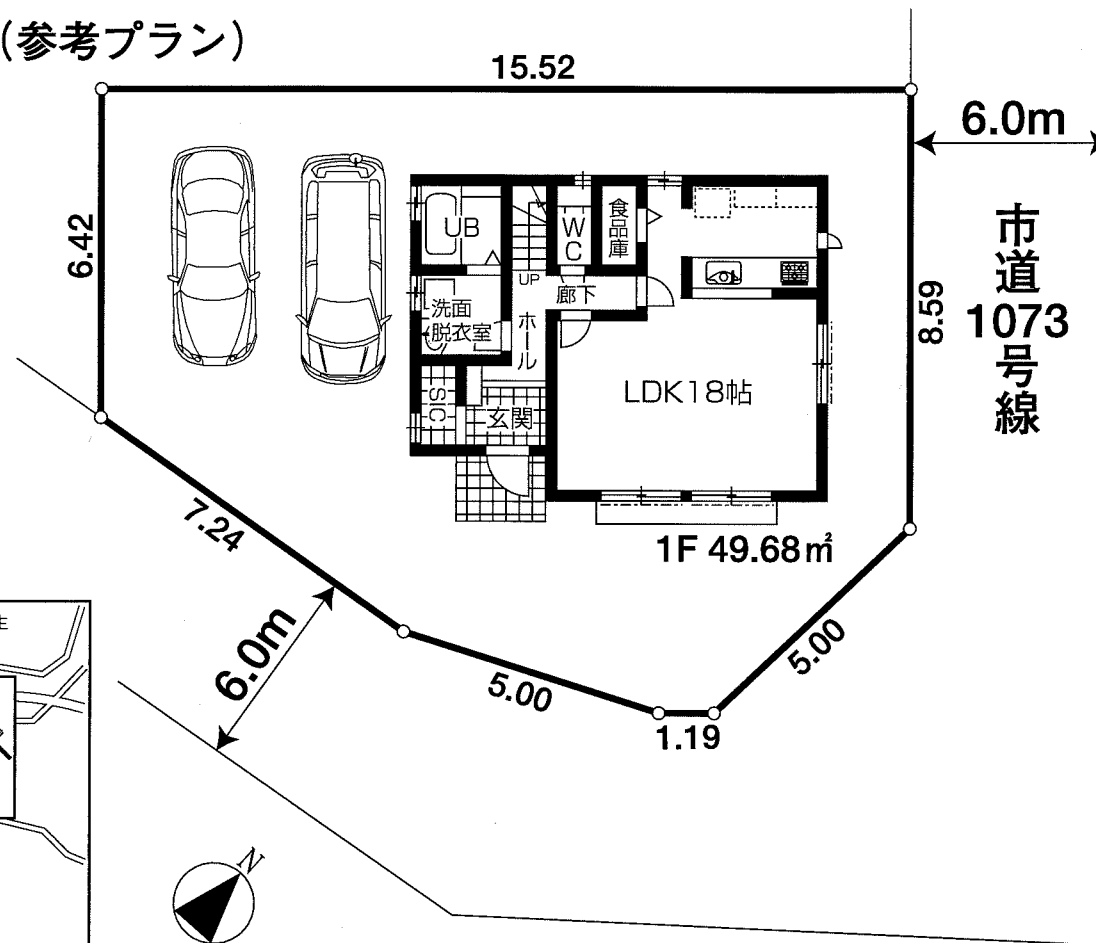 (参考プラン)
15.52
6.0m
市道1073号線
6.42
8.59
UB
WC
食品庫
UP
廊下
洗面
脱衣室
ホール
LDK18帖
SIC
玄関
1F 49.68㎡
7.24
6.0m
5.00
5.00
1.19
N